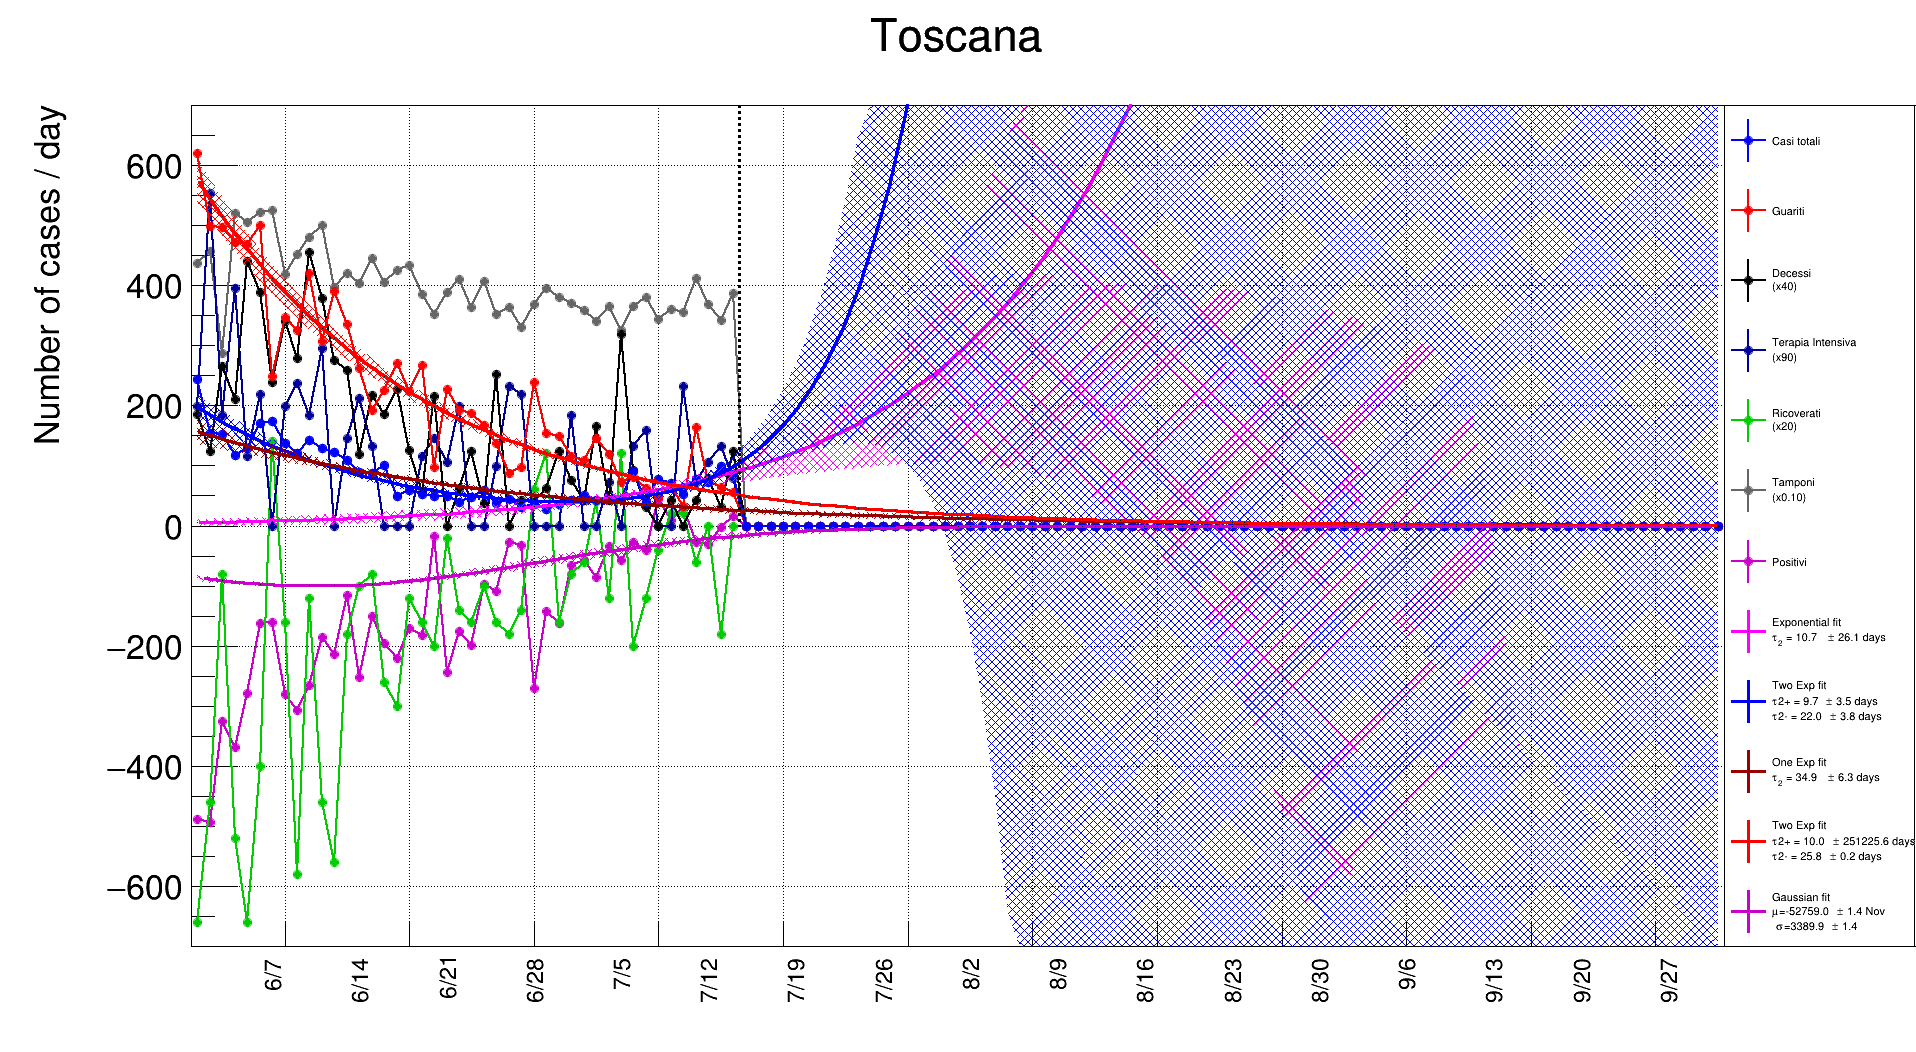 Toscana
Number of cases / day
600
400
200
0
−200
−400
−600
6/7
6/14
6/21
6/28
7/5
7/12
7/19
7/26
8/2
8/9
8/16
8/23
8/30
9/6
9/13
9/20
9/27
Casi totali
Guariti
Decessi
(x40)
Terapia Intensiva
(x90)
Ricoverati
(x20)
Tamponi
(x0.10)
Positivi
Exponential fit
τ2 = 10.7 ± 26.1 days
Two Exp fit
τ2+ = 9.7 ± 3.5 days
τ2- = 22.0 ± 3.8 days
One Exp fit
τ2 = 34.9 ± 6.3 days
Two Exp fit
τ2+ = 10.0 ± 251225.6 days
τ2- = 25.8 ± 0.2 days
Gaussian fit
μ=-52759.0 ± 1.4 Nov
σ=3389.9 ± 1.4